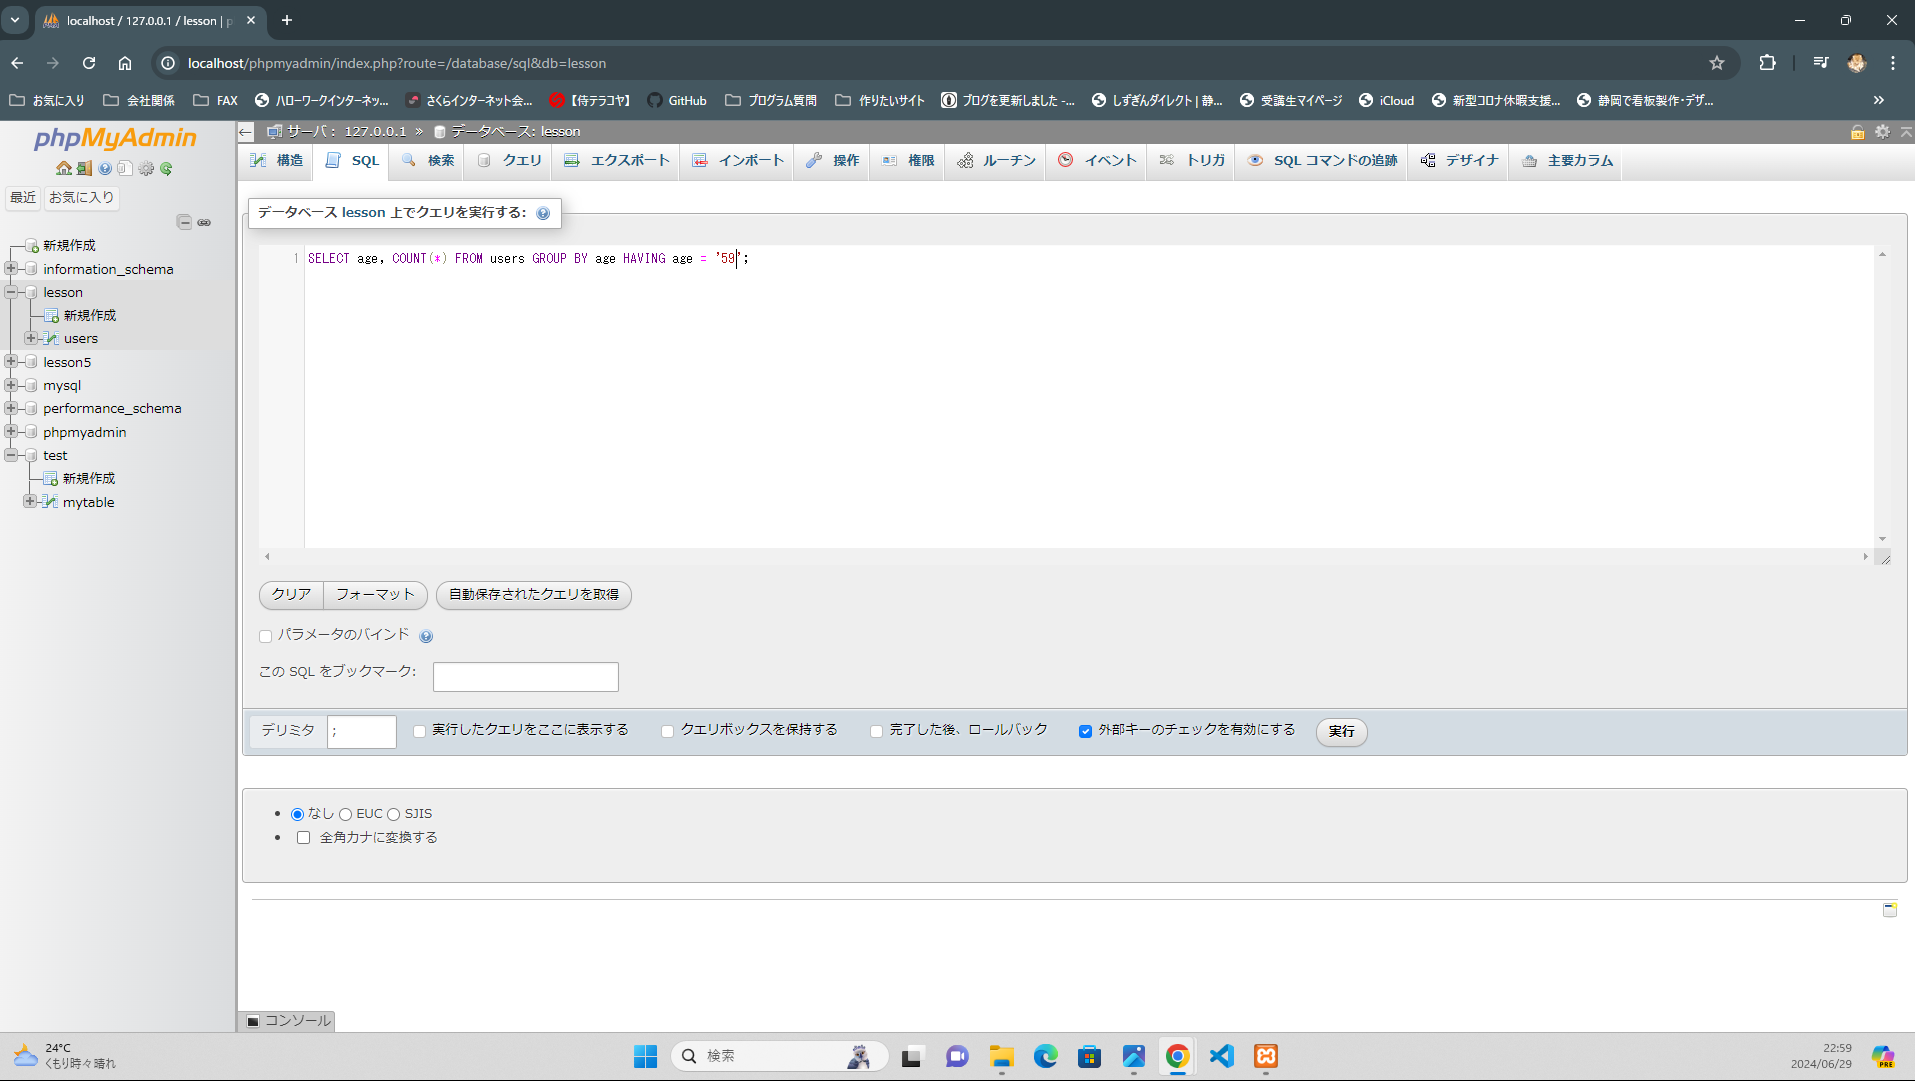 localhost / 127.0.0.1 / lesson | p
localhost/phpmyadmin/index.php?route=/database/sql&db=lesson
お気に入り 会社関係 FAX ハローワークインターネッ... さくらインターネット会... 【侍テラコヤ】 GitHub プログラム質問 作りたいサイト ブログを更新しました -... しずぎんダイレクト | 静... 受講生マイページ iCloud 新型コロナ休暇支援... 静岡で看板製作・デザ...
phpMyAdmin
最近 お気に入り
新規作成
information_schema
lesson
新規作成
users
lesson5
mysql
performance_schema
phpmyadmin
test
新規作成
mytable
サーバ: 127.0.0.1 » データベース: lesson
構造 SQL 検索 クエリ エクスポート インポート 操作 権限 ルーチン イベント トリガ SQL コマンドの追跡 デザイナ 主要カラム
データベース lesson 上でクエリを実行する:
1 SELECT age, COUNT(*) FROM users GROUP BY age HAVING age = '59';
クリア フォーマット 自動保存されたクエリを取得
パラメータのバインド
この SQL をブックマーク:
デリミタ ; 実行したクエリをここに表示する クエリボックスを保持する 完了した後、ロールバック 外部キーのチェックを有効にする 実行
なし EUC SJIS
全角カナに変換する
コンソール
24°C
くもり時々晴れ
検索
22:59
2024/06/29
PRE